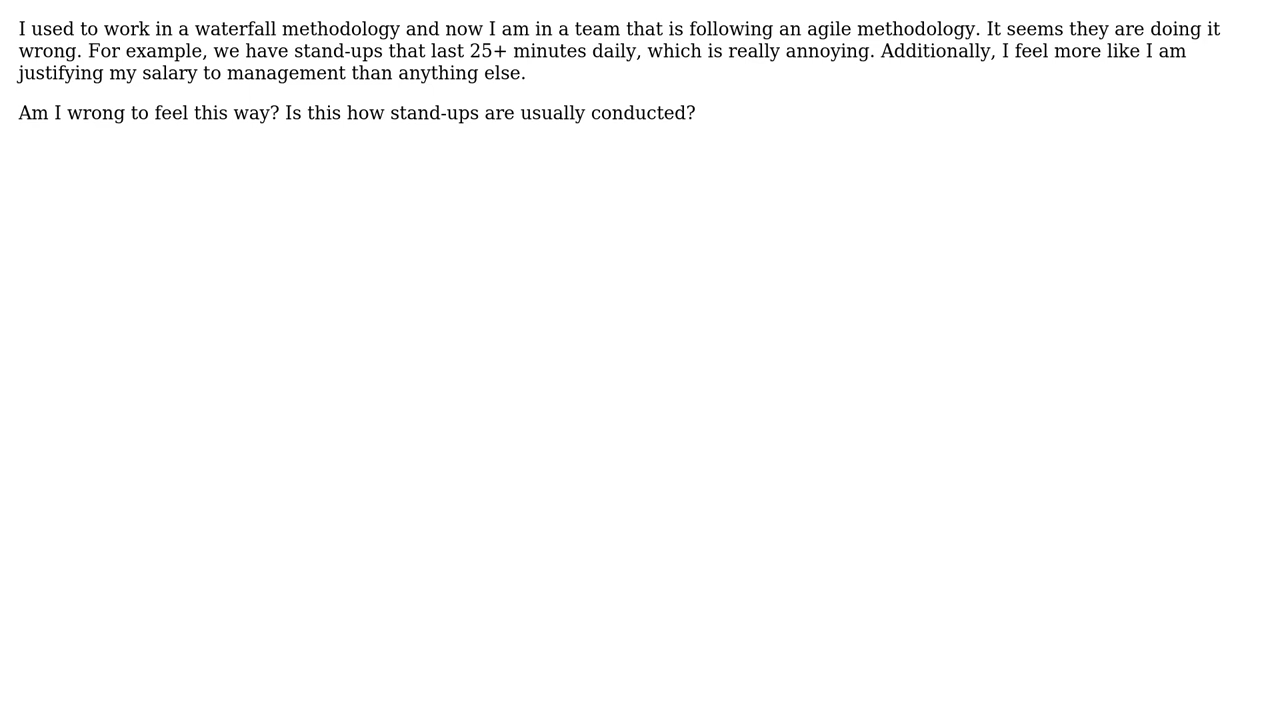 I used to work in a waterfall methodology and now I am in a team that is following an agile methodology. It seems they are doing it
wrong. For example, we have stand-ups that last 25+ minutes daily, which is really annoying. Additionally, I feel more like I am
justifying my salary to management than anything else.
Am I wrong to feel this way? Is this how stand-ups are usually conducted?